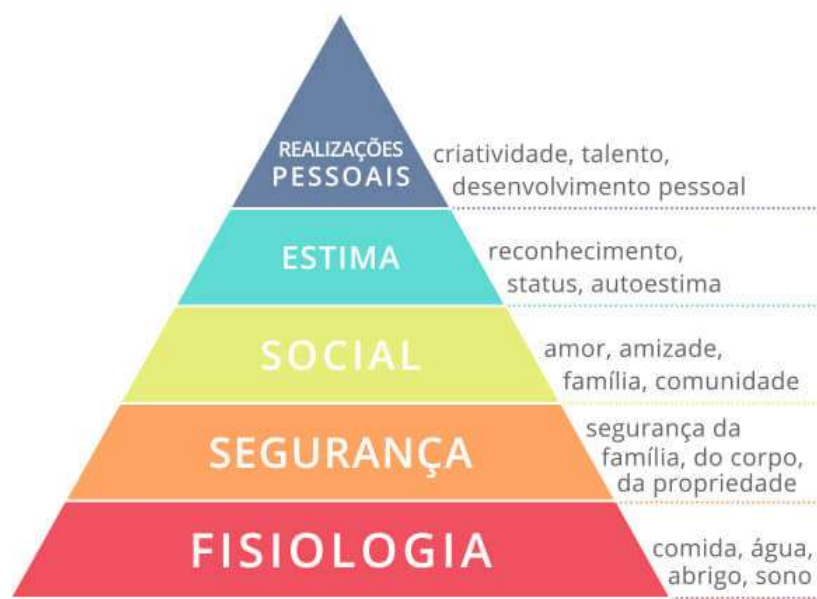 REALIZAÇÕES
PESSOAIS
criatividade, talento,
desenvolvimento pessoal
ESTIMA
reconhecimento,
status, autoestima
SOCIAL
amor, amizade,
família, comunidade
SEGURANÇA
segurança da
família, do corpo,
da propriedade
FISIOLOGIA
comida, água,
abrigo, sono